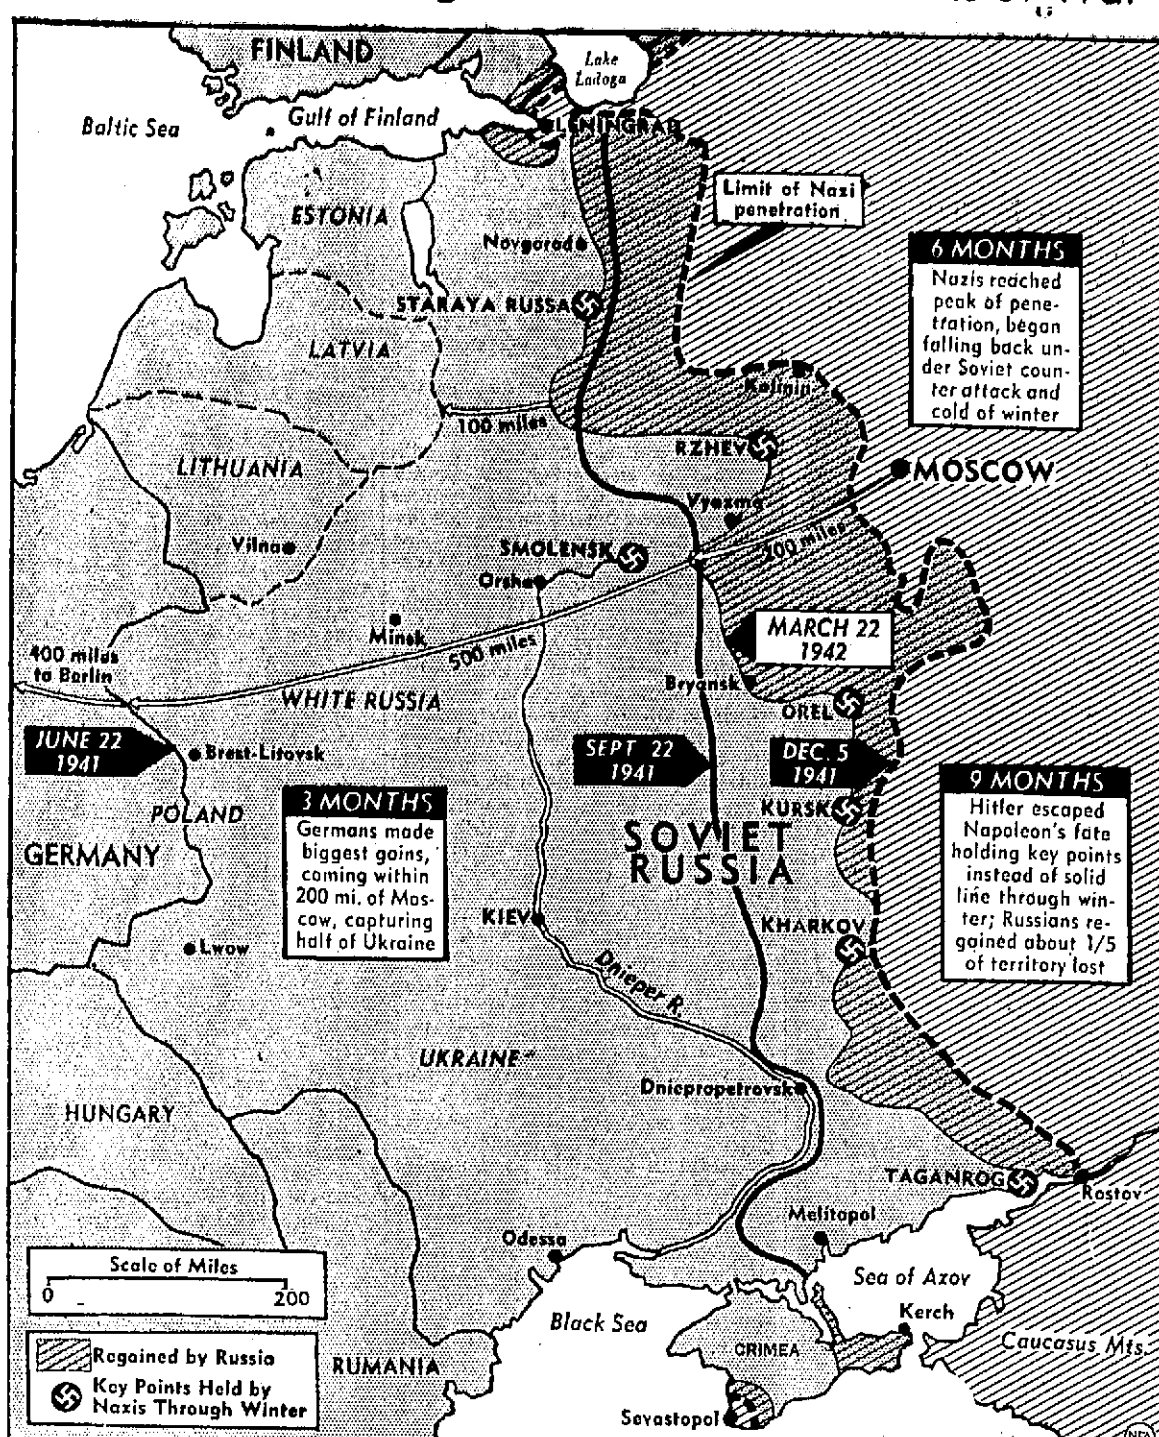 FINLAND
Lake
Ladoga
Baltic Sea
Gulf of Finland
LENINGRAD
Limit of Nazi
penetration
ESTONIA
Novgorod
6 MONTHS
Nazis reached
peak of pene-
tration, began
falling back un-
der Soviet coun-
ter attack and
cold of winter
STARAYA RUSSA
LATVIA
Kalinin
100 miles
RZHEV
LITHUANIA
MOSCOW
Vyazma
200 miles
Vilna
SMOLENSK
Orsha
Minsk
500 miles
MARCH 22
1942
400 miles
to Berlin
WHITE RUSSIA
Bryansk
OREL
JUNE 22
1941
Brest-Litovsk
SEPT 22
1941
DEC. 5
1941
POLAND
3 MONTHS
Germans made
biggest gains,
coming within
200 mi. of Mos-
cow, capturing
half of Ukraine
KURSK
9 MONTHS
Hitler escaped
Napoleon's fate
holding key points
instead of solid
line through win-
ter; Russians re-
gained about 1/5
of territory lost
GERMANY
SOVIET
RUSSIA
KIEV
KHARKOV
Lwow
Dnieper R.
UKRAINE
Dniepropetrovsk
HUNGARY
TAGANROG
Rostov
Melitopol
Odessa
Scale of Miles
0 200
Sea of Azov
Kerch
Black Sea
CRIMEA
Caucasus Mts.
Regained by Russia
Key Points Held by
Nazis Through Winter
RUMANIA
Sevastopol
NEA